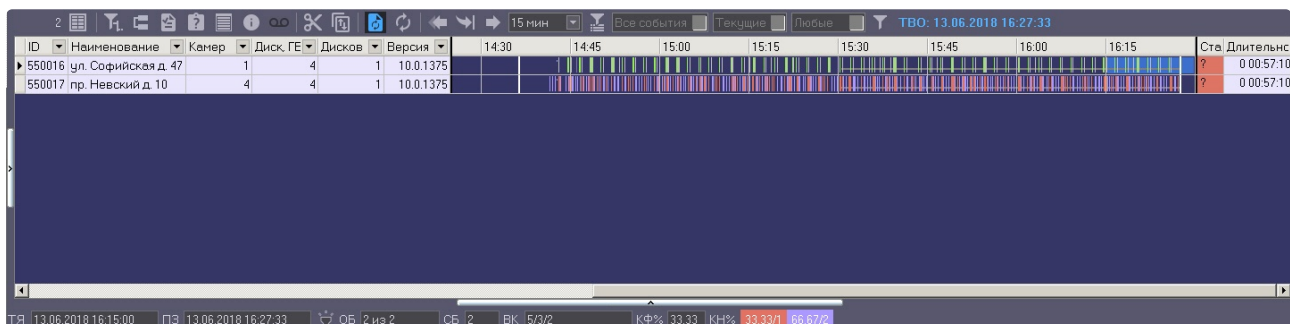 2 15 мин Все события Текущие Любые ТВО: 13.06.2018 16:27:33
ID Наименование Камер Диск, ГЕ Дисков Версия 14:30 14:45 15:00 15:15 15:30 15:45 16:00 16:15 Ста Длительнс
550016 ул. Софийская д. 47 1 4 1 10.0.1375 ? 0 00:57:10
550017 пр. Невский д. 10 4 4 1 10.0.1375 ? 0 00:57:10
ТЯ 13.06.2018 16:15:00 ПЗ 13.06.2018 16:27:33 ОБ 2 из 2 СБ 2 ВК 5/3/2 КФ% 33.33 КН% 33.33/1 66.67/2